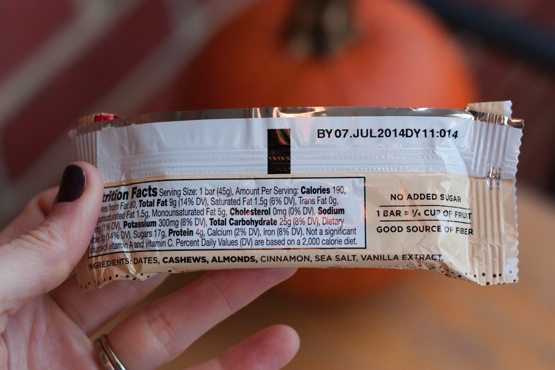 BY 07.JUL2014DY11:014
trition Facts Serving Size: 1 bar (45g), Amount Per Serving: Calories 190,
from Fat 80, Total Fat 9g (14% DV), Saturated Fat 1.5g (6% DV), Trans Fat 0g,
unsaturated Fat 1.5g, Monounsaturated Fat 5g, Cholesterol 0mg (0% DV), Sodium
DV), Potassium 300mg (8% DV), Total Carbohydrate 25g (8% DV), Dietary
(14% DV), Sugars 17g, Protein 4g, Calcium (2% DV), Iron (8% DV). Not a significant
vitamin A and vitamin C. Percent Daily Values (DV) are based on a 2,000 calorie diet.
INGREDIENTS: DATES, CASHEWS, ALMONDS, CINNAMON, SEA SALT, VANILLA EXTRACT.
NO ADDED SUGAR
1 BAR = ¼ CUP OF FRUIT
GOOD SOURCE OF FIBER